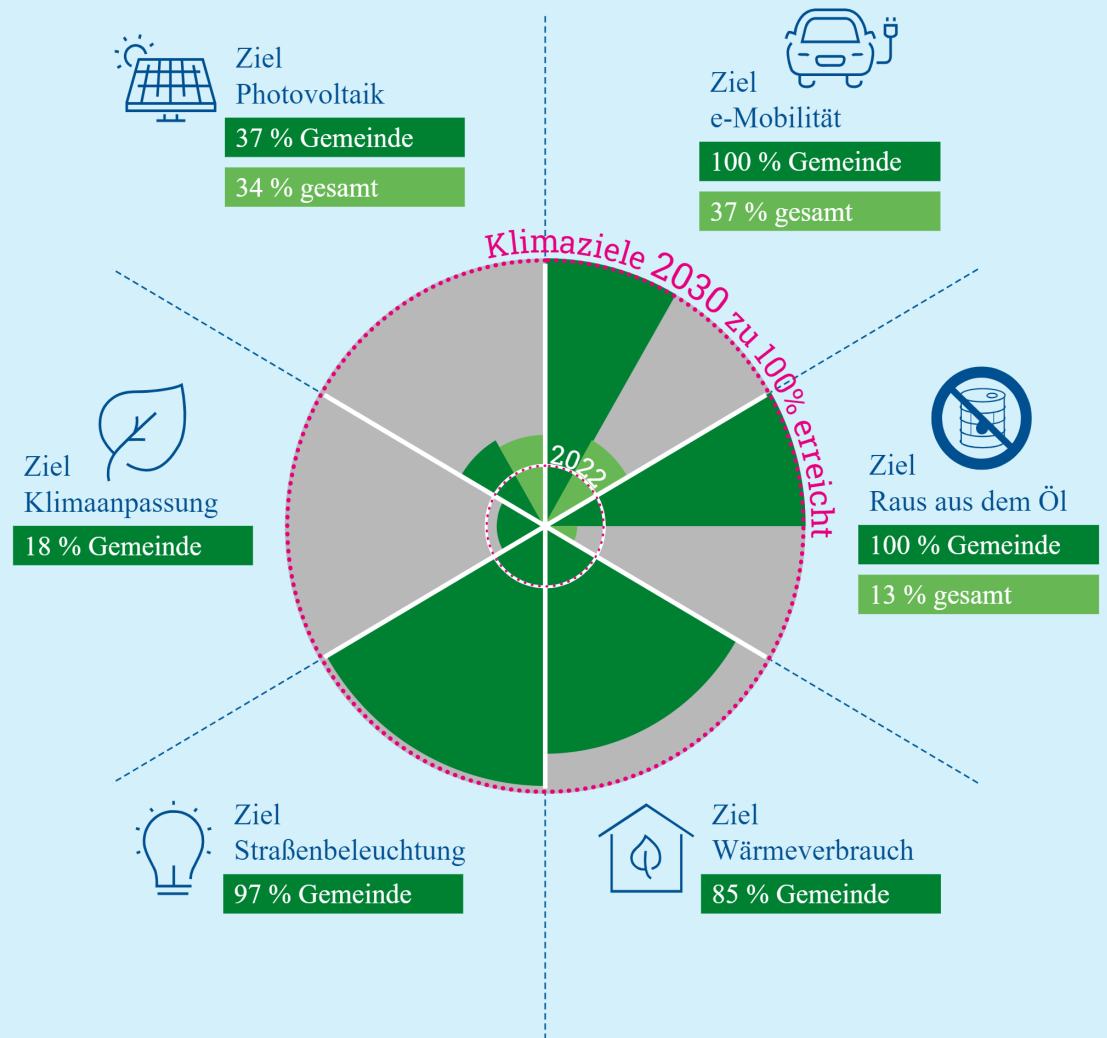 Ziel
Photovoltaik
37 % Gemeinde
34 % gesamt
Ziel
e-Mobilität
100 % Gemeinde
37 % gesamt
Klimaziele 2030 zu 100% erreicht
2022
Ziel
Klimaanpassung
18 % Gemeinde
Ziel
Raus aus dem Öl
100 % Gemeinde
13 % gesamt
Ziel
Straßenbeleuchtung
97 % Gemeinde
Ziel
Wärmeverbrauch
85 % Gemeinde